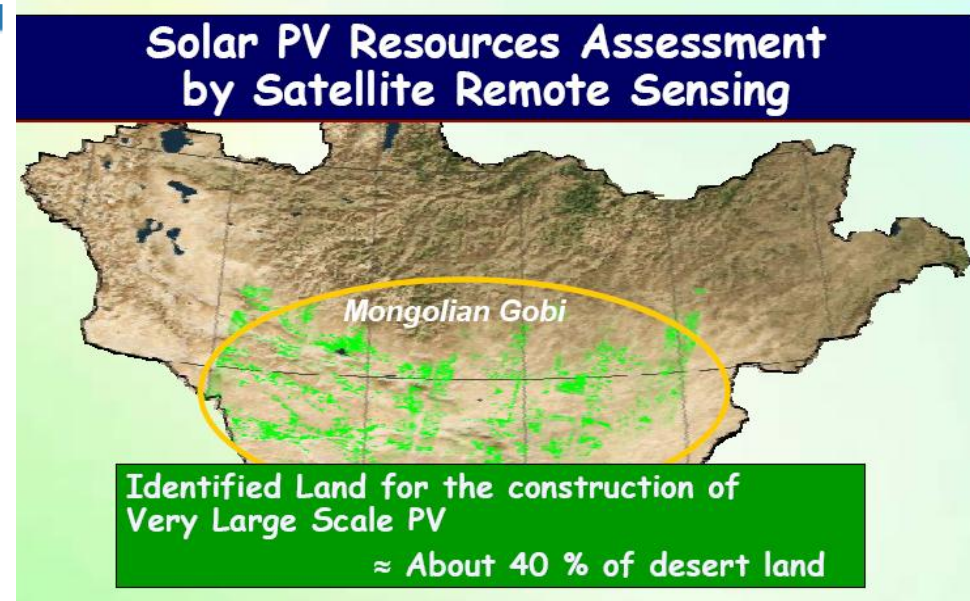 Solar PV Resources Assessment
by Satellite Remote Sensing
Mongolian Gobi
Identified Land for the construction of
Very Large Scale PV
≈ About 40 % of desert land